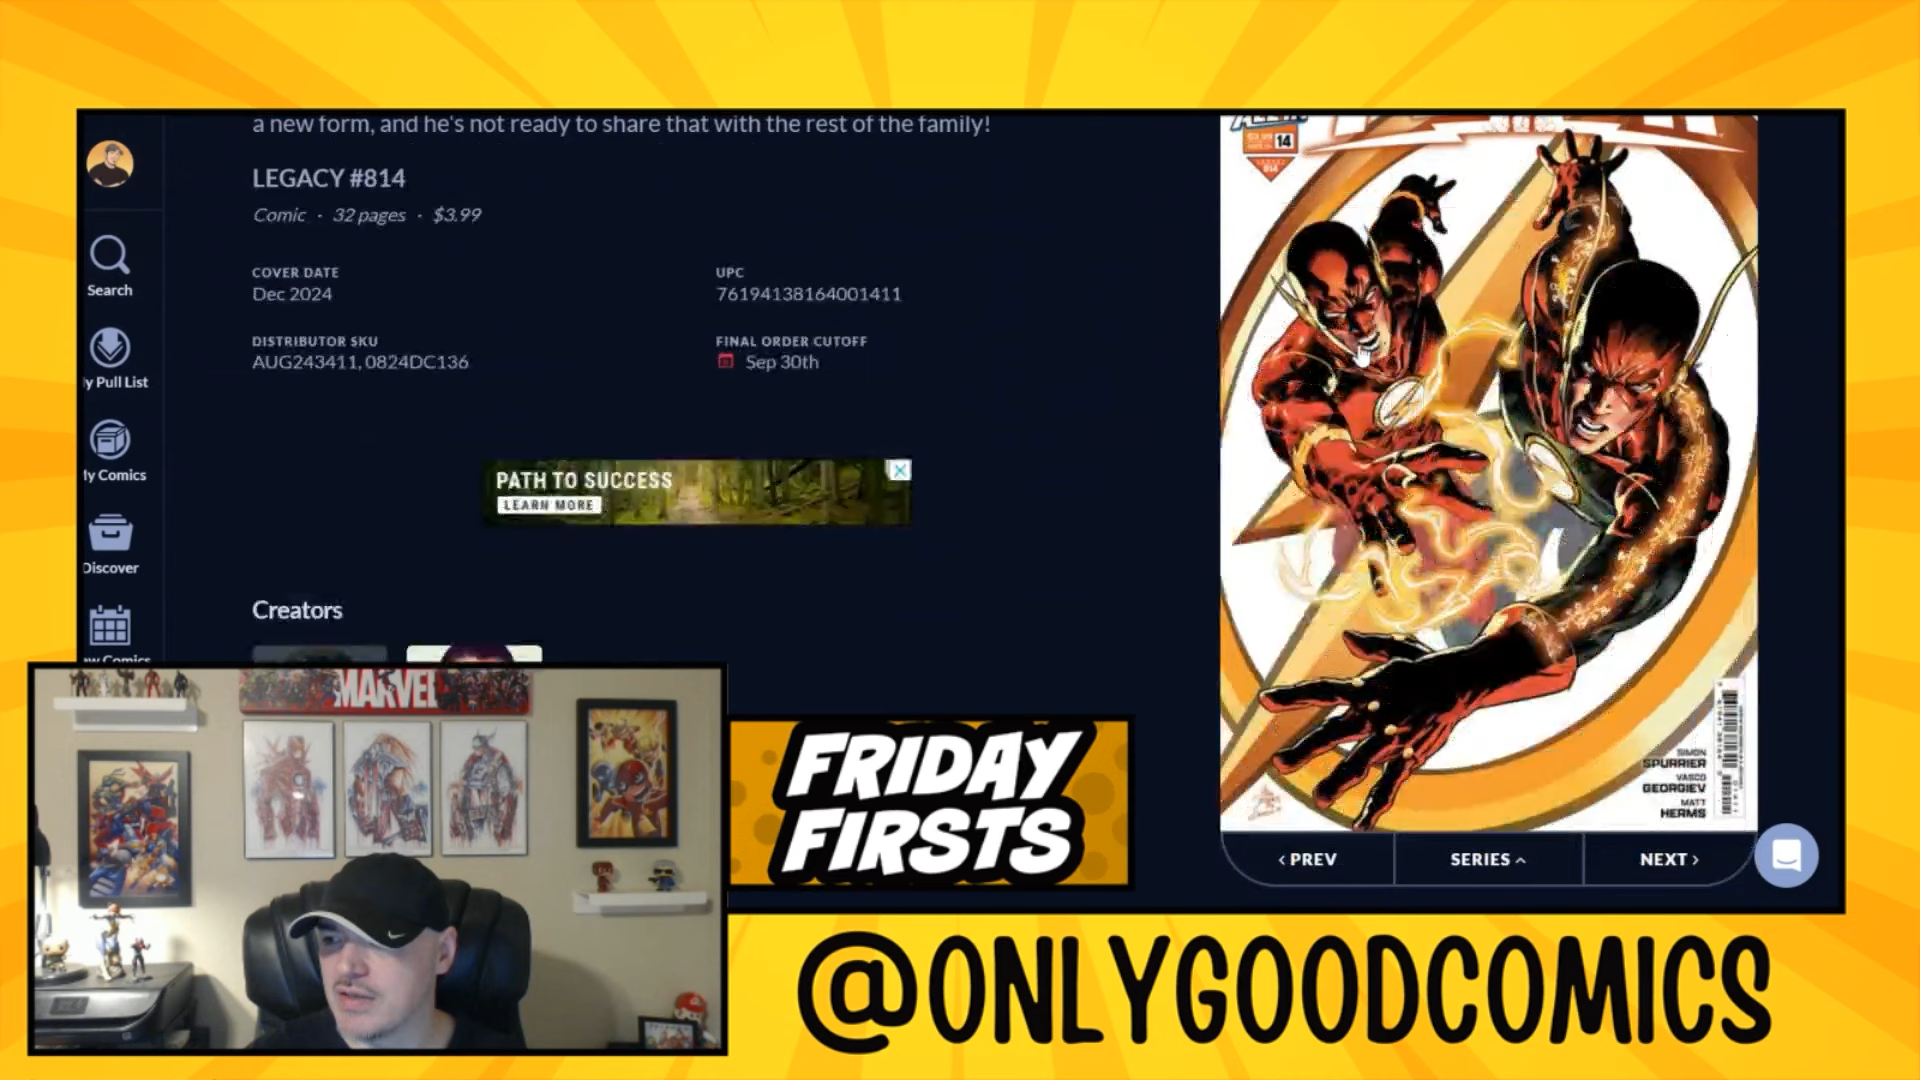 a new form, and he's not ready to share that with the rest of the family!
LEGACY #814
Comic · 32 pages · $3.99
COVER DATE
Dec 2024
UPC
76194138164001411
DISTRIBUTOR SKU
AUG243411, 0824DC136
FINAL ORDER CUTOFF
Sep 30th
PATH TO SUCCESS
LEARN MORE
Creators
Search
y Pull List
ly Comics
Discover
ew Comics
14
814
SIMON
SPURRIER
VASCO
GEORGIEV
MATT
HERMS
‹ PREV
SERIES
NEXT ›
MARVEL
FRIDAY
FIRSTS
@ONLYGOODCOMICS